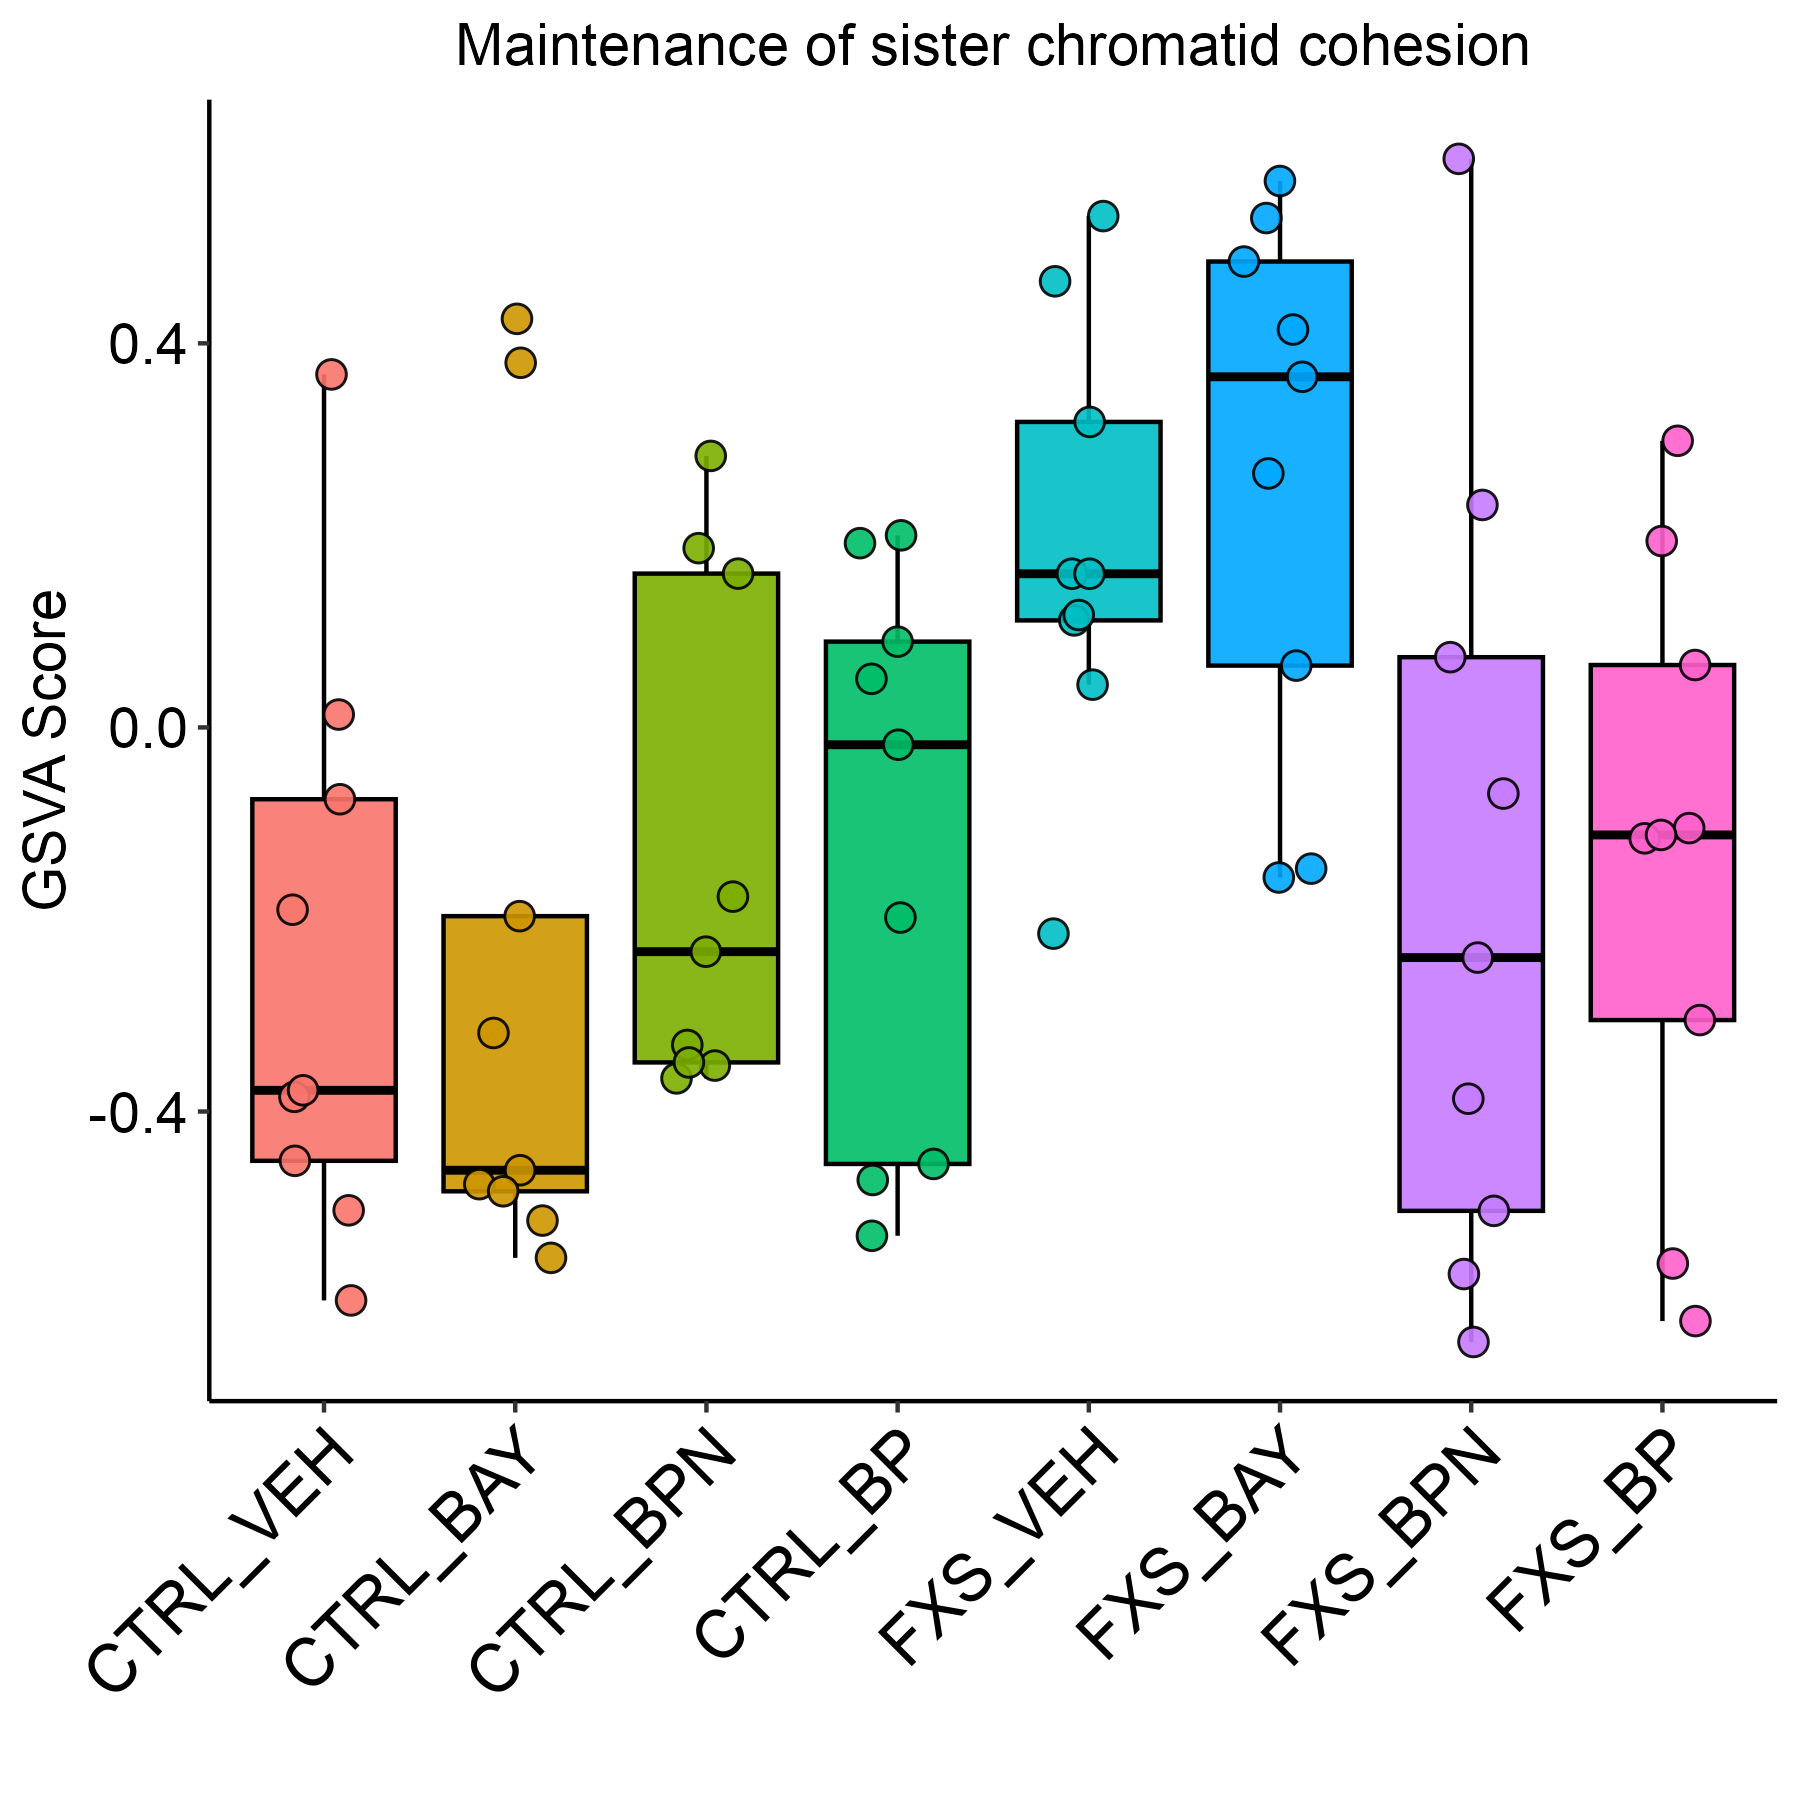 Maintenance of sister chromatid cohesion
GSVA Score
0.4
0.0
-0.4
CTRL_VEH
CTRL_BAY
CTRL_BPN
CTRL_BP
FXS_VEH
FXS_BAY
FXS_BPN
FXS_BP